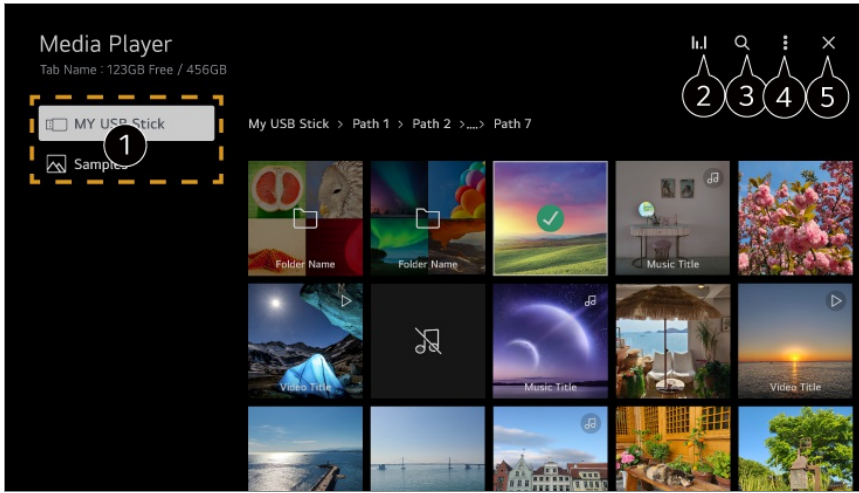 Media Player
Tab Name : 123GB Free / 456GB
2 3 4 5
MY USB Stick
1
Samples
My USB Stick > Path 1 > Path 2 >....> Path 7
Folder Name Folder Name Music Title
Video Title Music Title Video Title